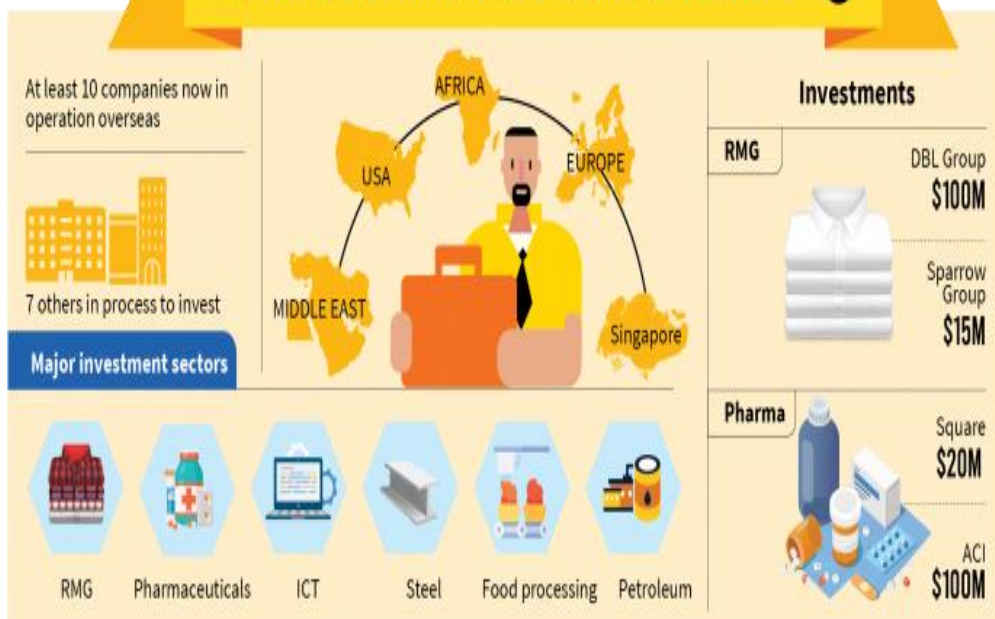 At least 10 companies now in
operation overseas
7 others in process to invest
AFRICA
USA
EUROPE
MIDDLE EAST
Singapore
Major investment sectors
RMG
Pharmaceuticals
ICT
Steel
Food processing
Petroleum
Investments
RMG
DBL Group
$100M
Sparrow
Group
$15M
Pharma
Square
$20M
ACI
$100M